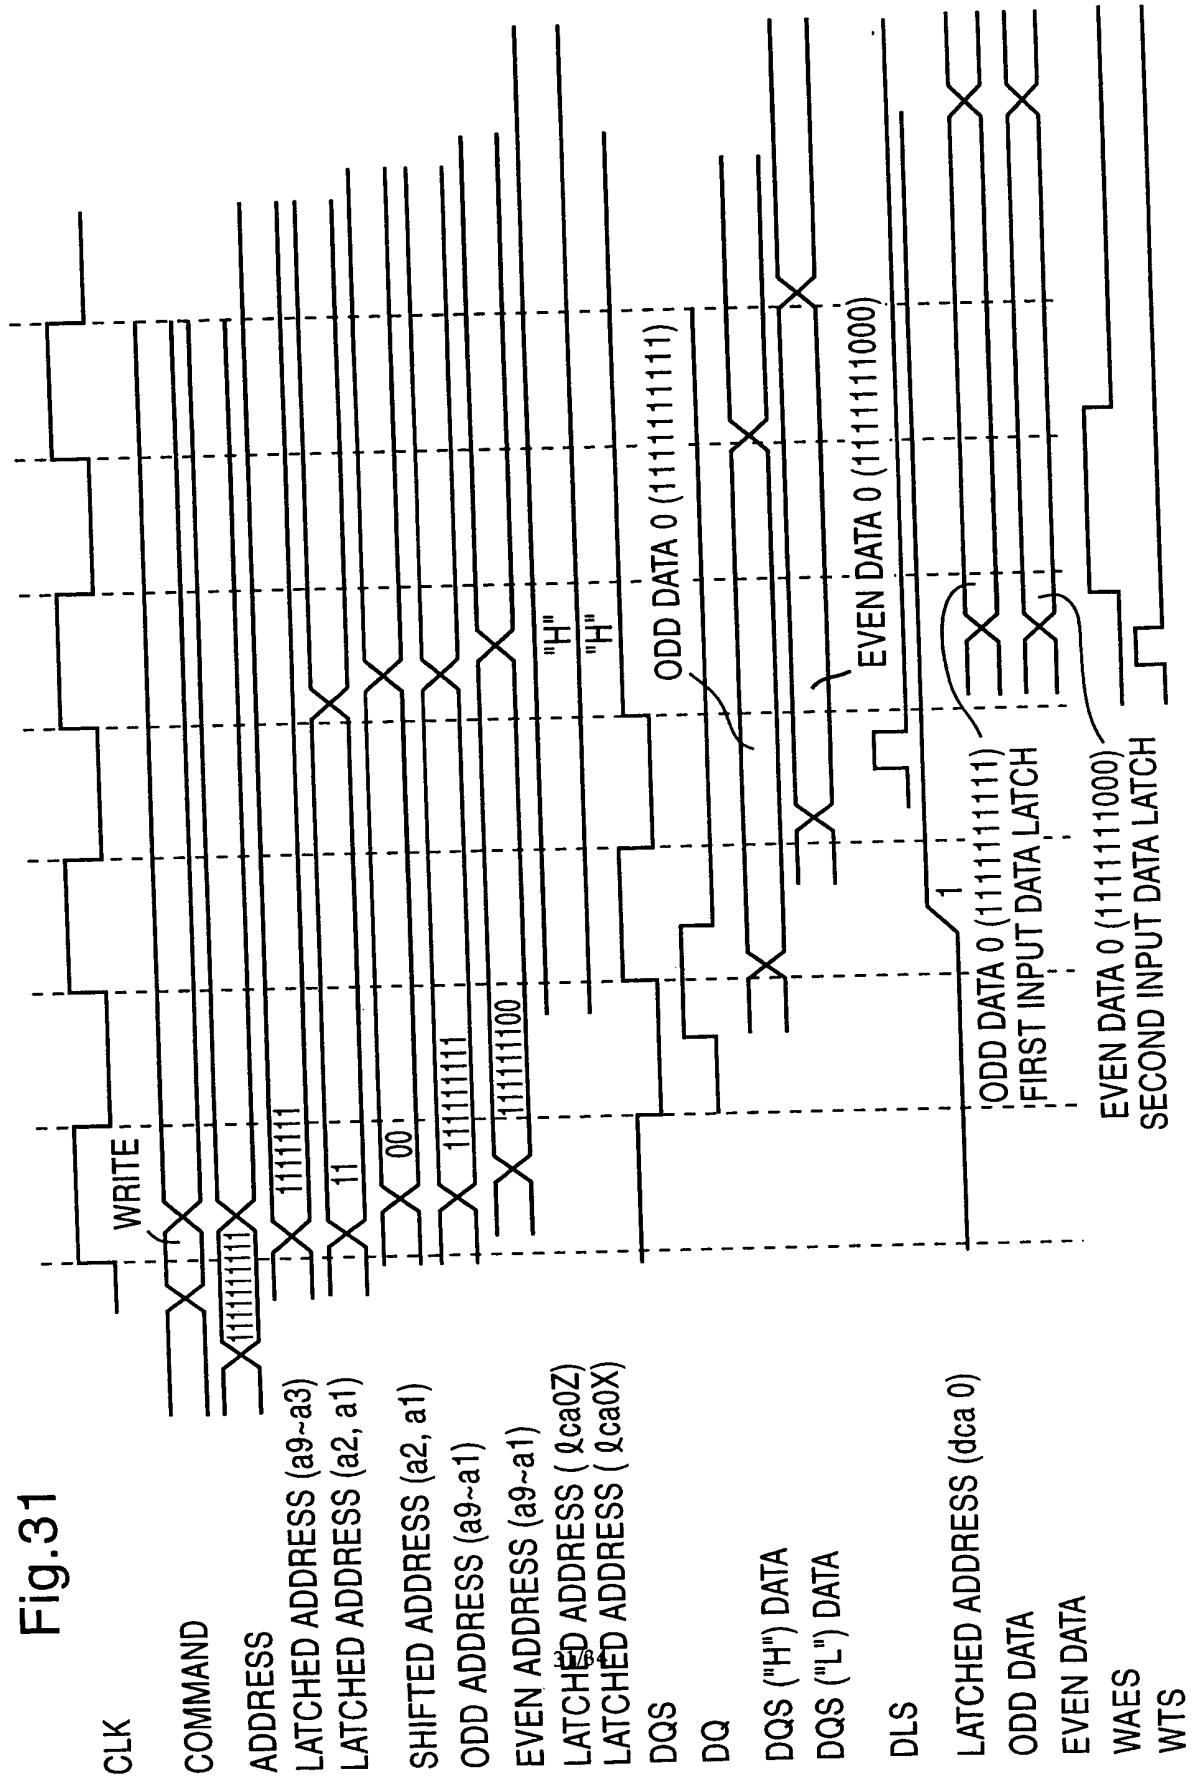 Fig.31
CLK
COMMAND
WRITE
ADDRESS
1111111111
LATCHED ADDRESS (a9~a3)
1111111
LATCHED ADDRESS (a2, a1)
11
SHIFTED ADDRESS (a2, a1)
00
ODD ADDRESS (a9~a1)
111111111
EVEN ADDRESS (a9~a1)
111111100
LATCHED ADDRESS ( ℓca0Z)
"H"
LATCHED ADDRESS ( ℓca0X)
"H"
31/84
DQS
DQ
ODD DATA 0 (1111111111)
DQS ("H") DATA
DQS ("L") DATA
EVEN DATA 0 (1111111000)
DLS
LATCHED ADDRESS (dca 0)
1
ODD DATA
ODD DATA 0 (1111111111)
FIRST INPUT DATA LATCH
EVEN DATA
EVEN DATA 0 (1111111000)
SECOND INPUT DATA LATCH
WAES
WTS